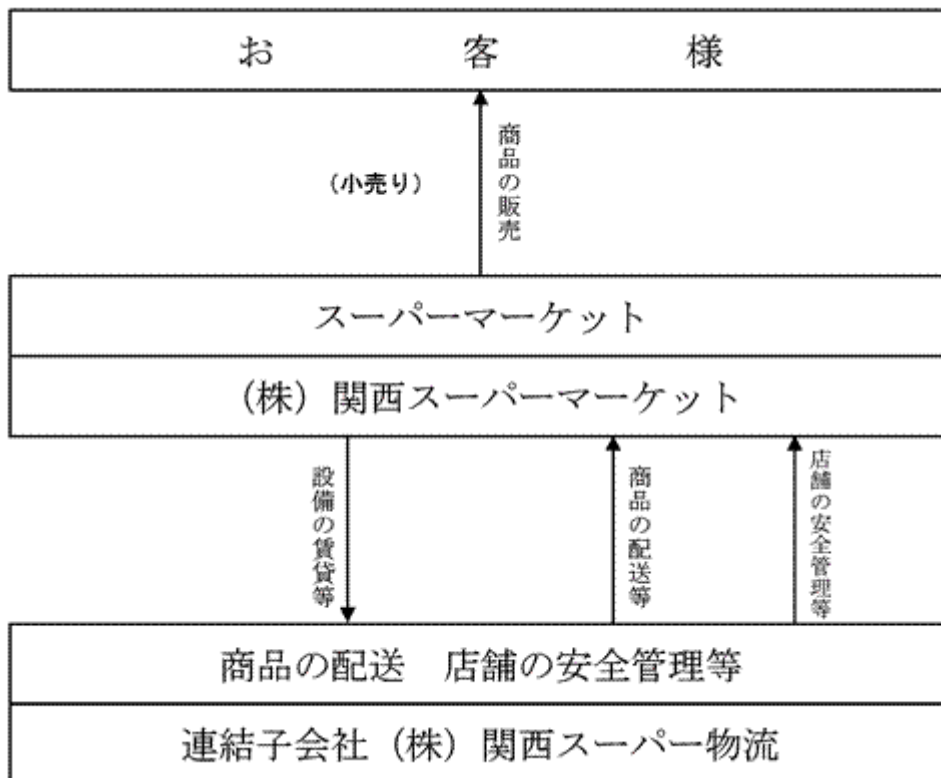 お客様
（小売り）
商品の販売
スーパーマーケット
（株）関西スーパーマーケット
設備の賃貸等
商品の配送等
店舗の安全管理等
商品の配送　店舗の安全管理等
連結子会社（株）関西スーパー物流